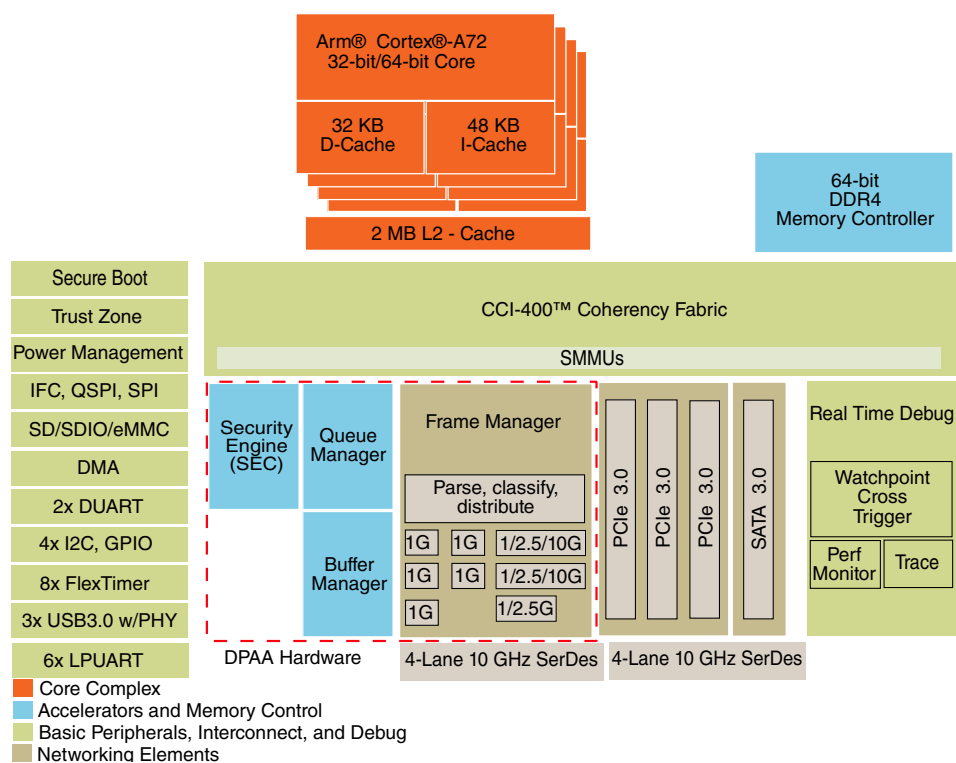 Arm® Cortex®-A72
32-bit/64-bit Core
32 KB
D-Cache
48 KB
I-Cache
2 MB L2 - Cache
64-bit
DDR4
Memory Controller
Secure Boot
Trust Zone
Power Management
IFC, QSPI, SPI
SD/SDIO/eMMC
DMA
2x DUART
4x I2C, GPIO
8x FlexTimer
3x USB3.0 w/PHY
6x LPUART
CCI-400™ Coherency Fabric
SMMUs
Security
Engine
(SEC)
Queue
Manager
Buffer
Manager
Frame Manager
Parse, classify,
distribute
1G
1G
1/2.5/10G
1G
1G
1/2.5/10G
1G
1/2.5G
PCIe 3.0
PCIe 3.0
PCIe 3.0
SATA 3.0
Real Time Debug
Watchpoint
Cross
Trigger
Perf
Monitor
Trace
DPAA Hardware
4-Lane 10 GHz SerDes
4-Lane 10 GHz SerDes
Core Complex
Accelerators and Memory Control
Basic Peripherals, Interconnect, and Debug
Networking Elements